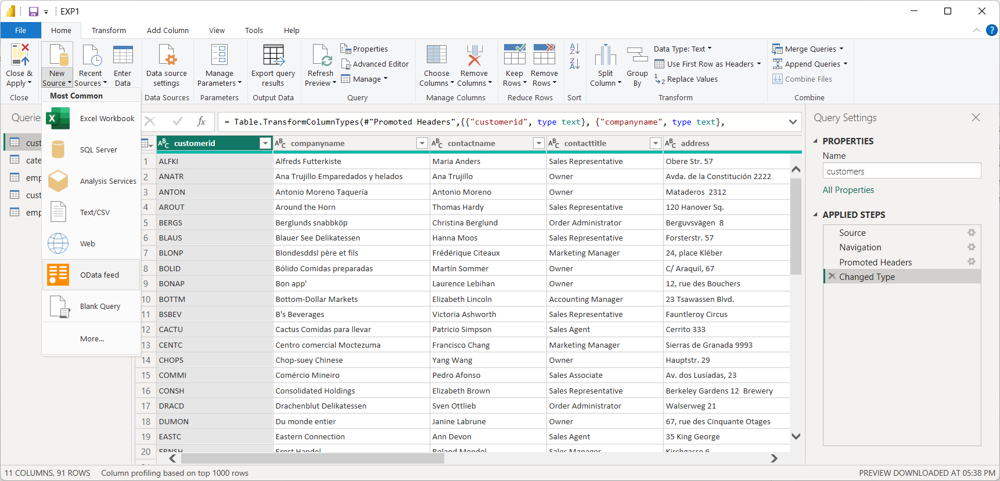 EXP1
File Home Transform Add Column View Tools Help
Close & Apply
New Source
Recent Sources
Enter Data
Data source settings
Manage Parameters
Export query results
Refresh Preview
Properties
Advanced Editor
Manage
Choose Columns
Remove Columns
Keep Rows
Remove Rows
Split Column
Group By
Data Type: Text
Use First Row as Headers
Replace Values
Merge Queries
Append Queries
Combine Files
Close Data Sources Parameters Output Data Query Manage Columns Reduce Rows Sort Transform Combine
Most Common
Excel Workbook
SQL Server
Analysis Services
Text/CSV
Web
OData feed
Blank Query
More...
cust
cate
emp
cust
emp
fx = Table.TransformColumnTypes(#"Promoted Headers",{{"customerid", type text}, {"companyname", type text},
customerid companyname contactname contacttitle address
1 ALFKI Alfreds Futterkiste Maria Anders Sales Representative Obere Str. 57
2 ANATR Ana Trujillo Emparedados y helados Ana Trujillo Owner Avda. de la Constitución 2222
3 ANTON Antonio Moreno Taquería Antonio Moreno Owner Mataderos 2312
4 AROUT Around the Horn Thomas Hardy Sales Representative 120 Hanover Sq.
5 BERGS Berglunds snabbköp Christina Berglund Order Administrator Berguvsvägen 8
6 BLAUS Blauer See Delikatessen Hanna Moos Sales Representative Forsterstr. 57
7 BLONP Blondesddsl père et fils Frédérique Citeaux Marketing Manager 24, place Kléber
8 BOLID Bólido Comidas preparadas Martín Sommer Owner C/ Araquil, 67
9 BONAP Bon app' Laurence Lebihan Owner 12, rue des Bouchers
10 BOTTM Bottom-Dollar Markets Elizabeth Lincoln Accounting Manager 23 Tsawassen Blvd.
11 BSBEV B's Beverages Victoria Ashworth Sales Representative Fauntleroy Circus
12 CACTU Cactus Comidas para llevar Patricio Simpson Sales Agent Cerrito 333
13 CENTC Centro comercial Moctezuma Francisco Chang Marketing Manager Sierras de Granada 9993
14 CHOPS Chop-suey Chinese Yang Wang Owner Hauptstr. 29
15 COMMI Comércio Mineiro Pedro Afonso Sales Associate Av. dos Lusíadas, 23
16 CONSH Consolidated Holdings Elizabeth Brown Sales Representative Berkeley Gardens 12 Brewery
17 DRACD Drachenblut Delikatessen Sven Ottlieb Order Administrator Walserweg 21
18 DUMON Du monde entier Janine Labrune Owner 67, rue des Cinquante Otages
19 EASTC Eastern Connection Ann Devon Sales Agent 35 King George
20 ERNSH Ernst Handel Roland Mendel Sales Manager Kirchgasse 6
Query Settings
PROPERTIES
Name
customers
All Properties
APPLIED STEPS
Source
Navigation
Promoted Headers
Changed Type
11 COLUMNS, 91 ROWS Column profiling based on top 1000 rows PREVIEW DOWNLOADED AT 05:38 PM